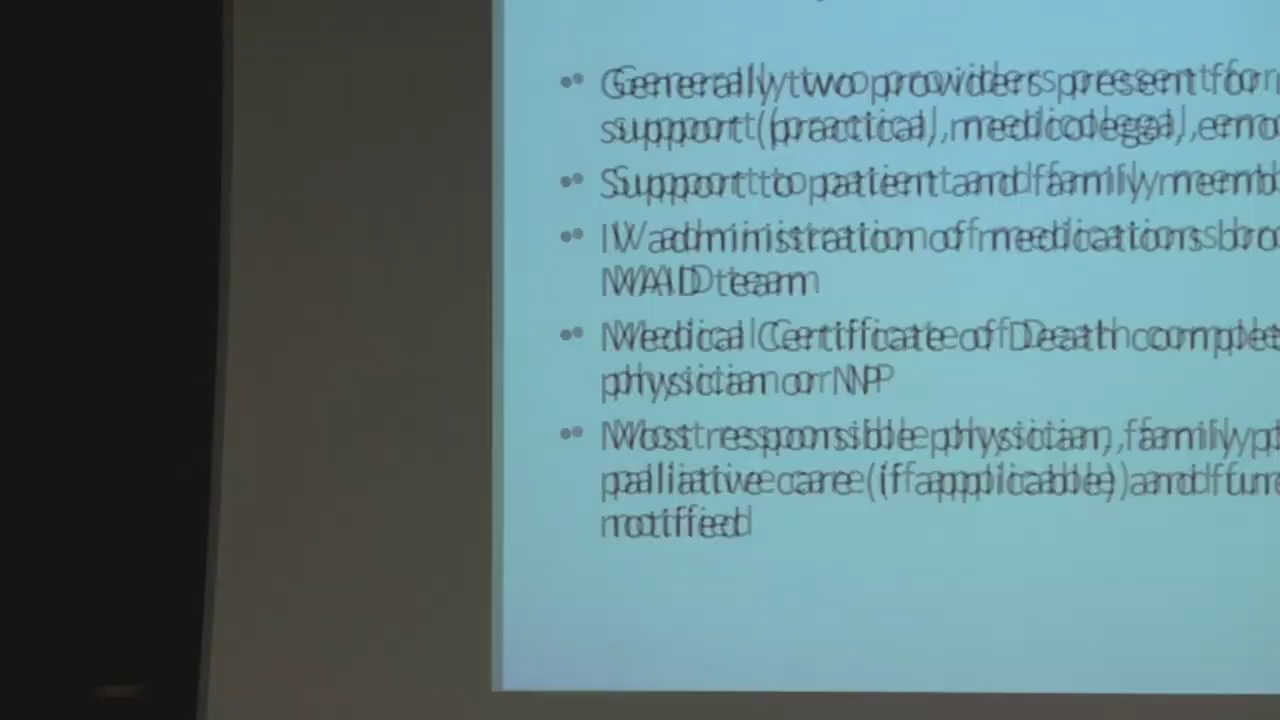 • Generally two providers present for
support (practical, medicolegal,
• Support to patient and family
• IV administration of medications
MAID team
• Medical Certificate of Death
physician or NP
• Most responsible physician, family
palliative care (if applicable) and
notified